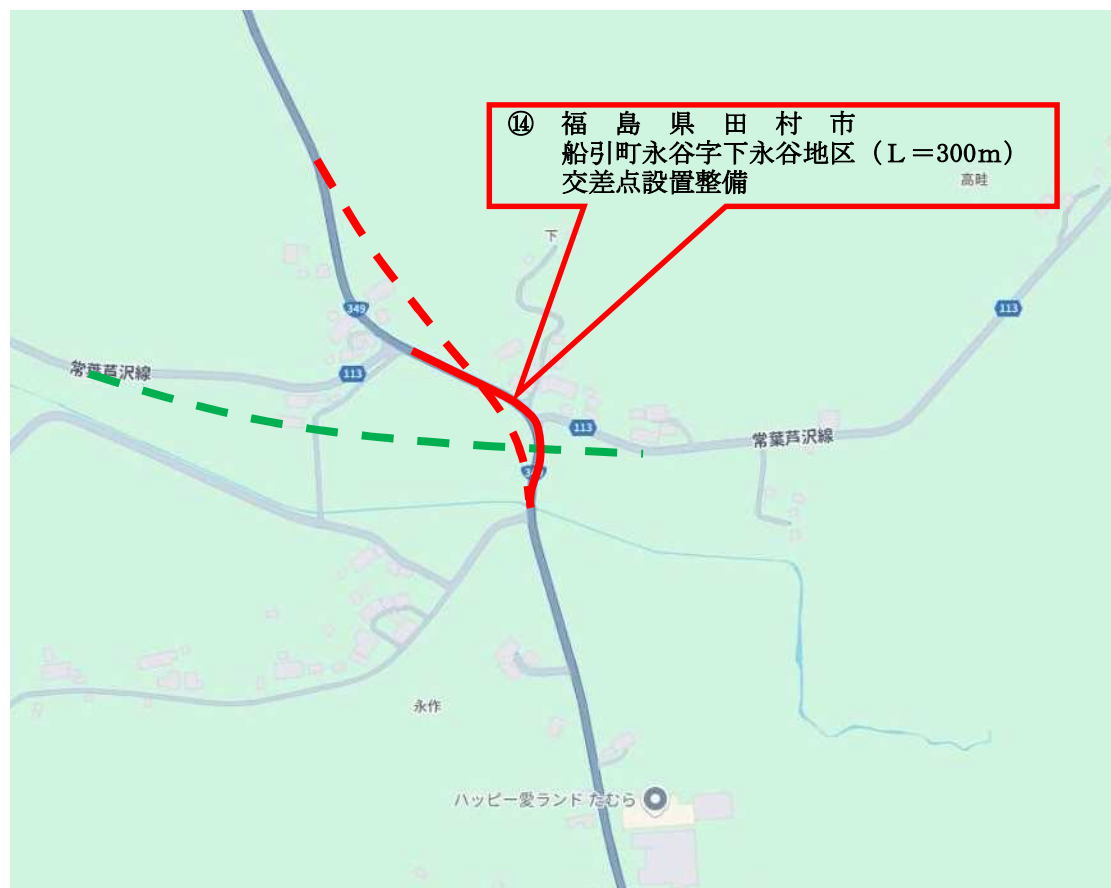 ⑭ 福島県田村市
船引町永谷字下永谷地区（L＝300m）
交差点設置整備
高畦
下
349
113
常葉芦沢線
113
113
常葉芦沢線
永作
ハッピー愛ランド たむら